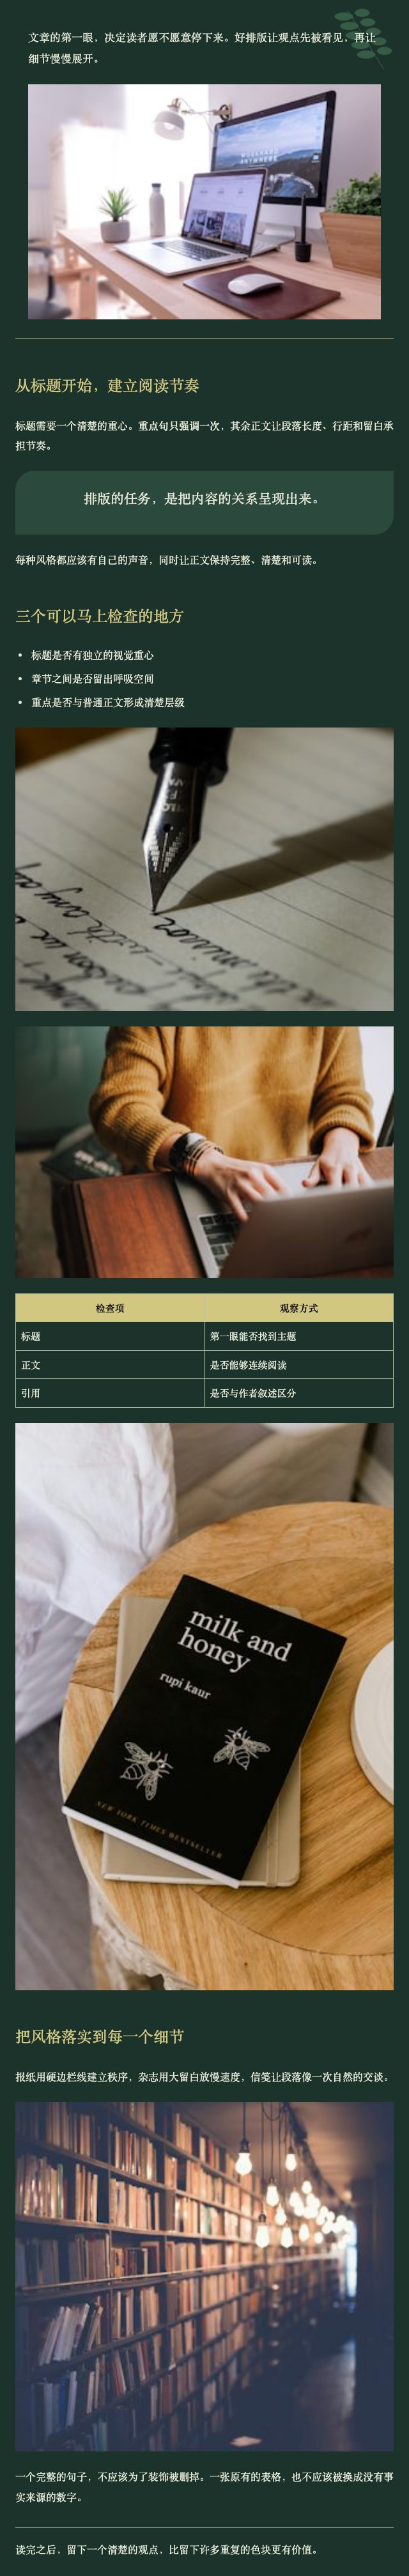 文章的第一眼，决定读者愿不愿意停下来。好排版让观点先被看见，再让
细节慢慢展开。
从标题开始，建立阅读节奏
标题需要一个清楚的重心。重点句只强调一次，其余正文让段落长度、行距和留白承
担节奏。
排版的任务，是把内容的关系呈现出来。
每种风格都应该有自己的声音，同时让正文保持完整、清楚和可读。
三个可以马上检查的地方
• 标题是否有独立的视觉重心
• 章节之间是否留出呼吸空间
• 重点是否与普通正文形成清楚层级
检查项 观察方式
标题 第一眼能否找到主题
正文 是否能够连续阅读
引用 是否与作者叙述区分
milk and
honey
rupi kaur
NEW YORK TIMES BESTSELLER
把风格落实到每一个细节
报纸用硬边栏线建立秩序，杂志用大留白放慢速度，信笺让段落像一次自然的交谈。
一个完整的句子，不应该为了装饰被删掉。一张原有的表格，也不应该被换成没有事
实来源的数字。
读完之后，留下一个清楚的观点，比留下许多重复的色块更有价值。